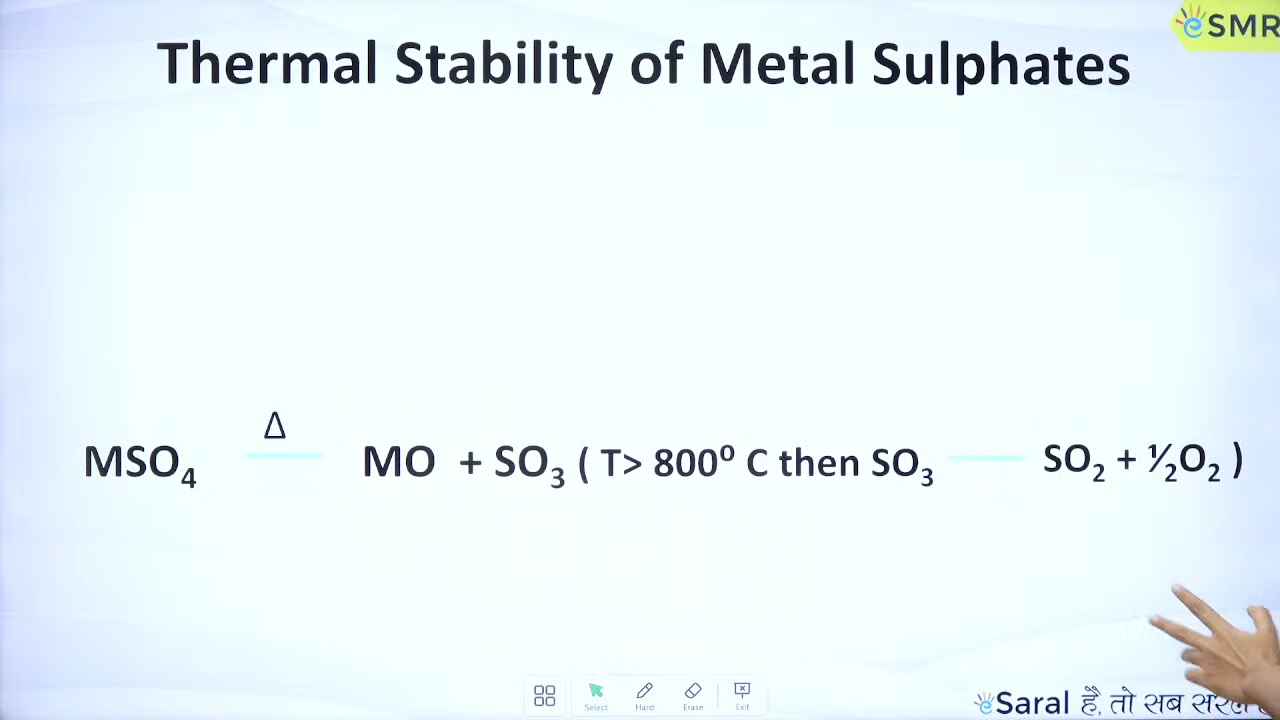 eSMR
Thermal Stability of Metal Sulphates
Δ
MSO₄ MO + SO₃ ( T> 800⁰ C then SO₃ SO₂ + ½O₂ )
Select Hard Erase Exit
eSaral है, तो सब सरल